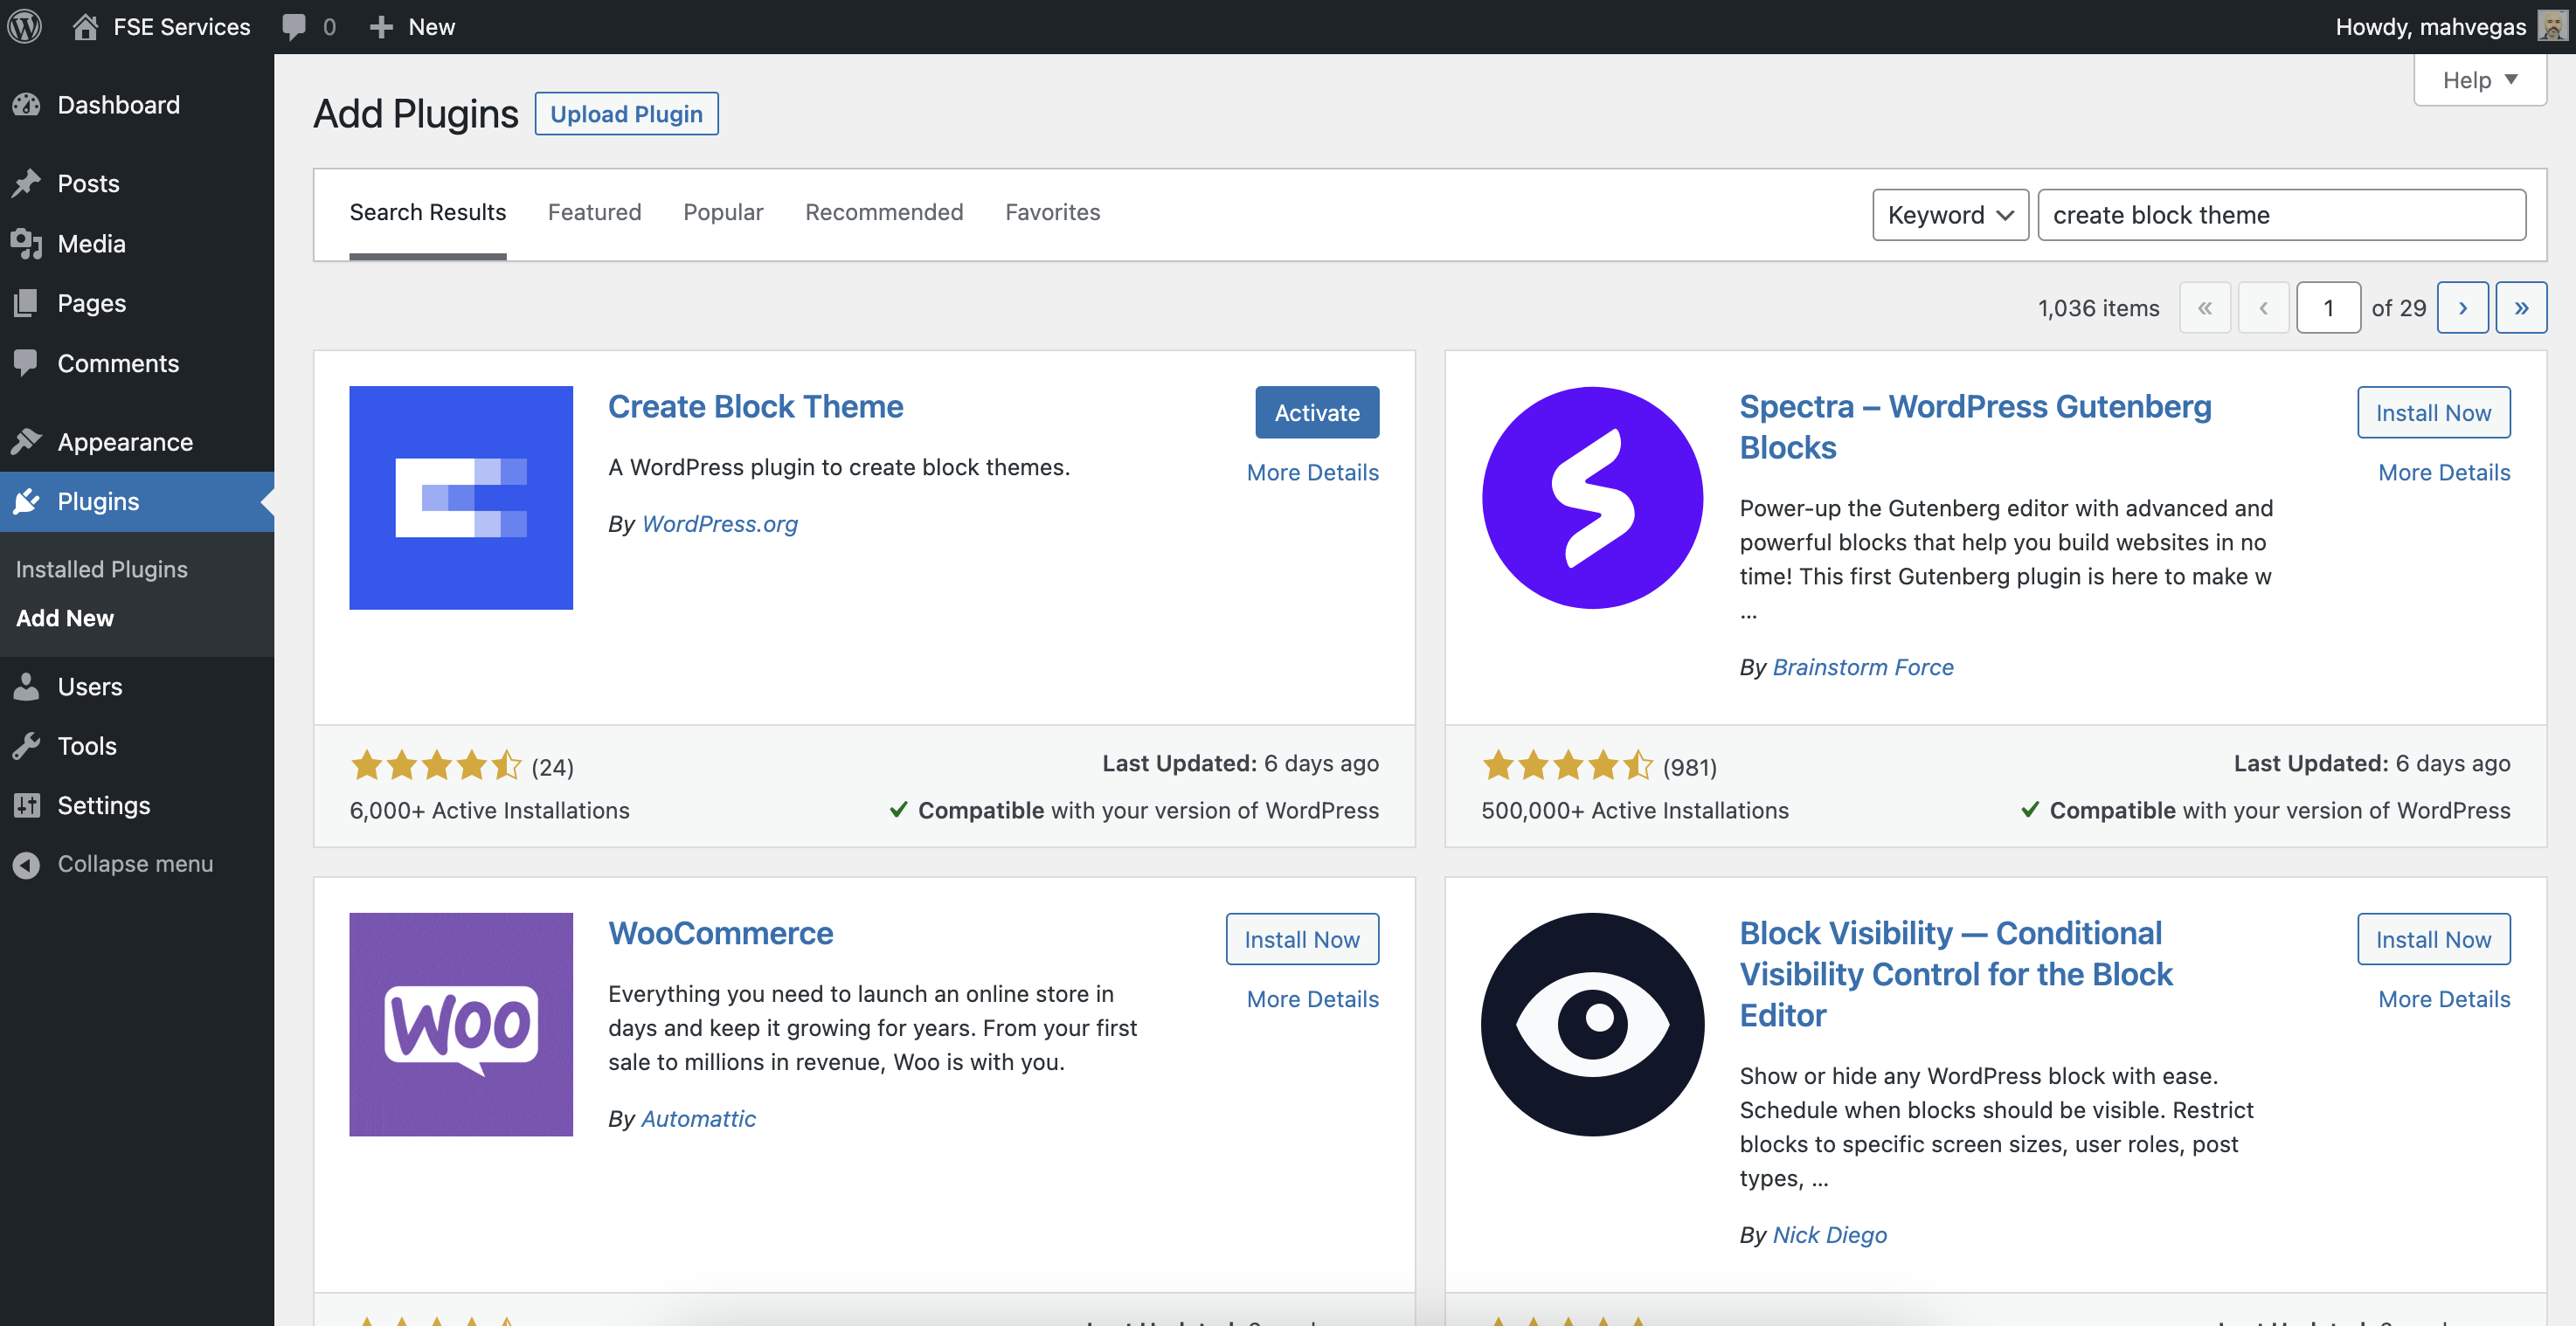 FSE Services
0
New
Howdy, mahvegas
Dashboard
Posts
Media
Pages
Comments
Appearance
Plugins
Installed Plugins
Add New
Users
Tools
Settings
Collapse menu
Help ▼
Add Plugins
Upload Plugin
Search Results
Featured
Popular
Recommended
Favorites
Keyword
create block theme
1,036 items
«
‹
1
of 29
›
»
Create Block Theme
Activate
More Details
A WordPress plugin to create block themes.
By WordPress.org
(24)
6,000+ Active Installations
Last Updated: 6 days ago
Compatible with your version of WordPress
Spectra – WordPress Gutenberg
Blocks
Install Now
More Details
Power-up the Gutenberg editor with advanced and
powerful blocks that help you build websites in no
time! This first Gutenberg plugin is here to make w
...
By Brainstorm Force
(981)
500,000+ Active Installations
Last Updated: 6 days ago
Compatible with your version of WordPress
Woo
WooCommerce
Install Now
More Details
Everything you need to launch an online store in
days and keep it growing for years. From your first
sale to millions in revenue, Woo is with you.
By Automattic
Block Visibility — Conditional
Visibility Control for the Block
Editor
Install Now
More Details
Show or hide any WordPress block with ease.
Schedule when blocks should be visible. Restrict
blocks to specific screen sizes, user roles, post
types, ...
By Nick Diego